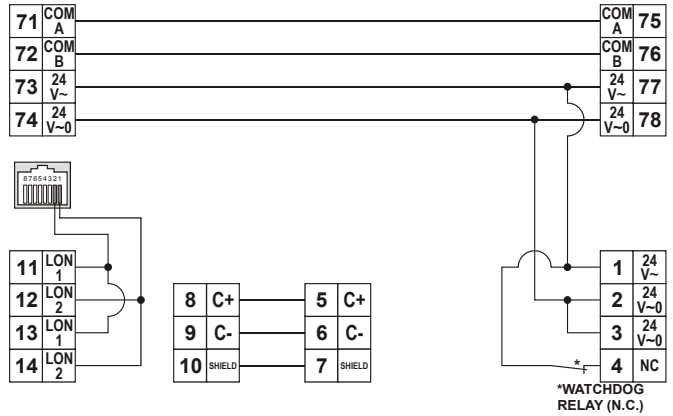 71 COM A
COM A 75
72 COM B
COM B 76
73 24 V~
24 V~ 77
74 24 V~0
24 V~0 78
87654321
11 LON 1
12 LON 2
13 LON 1
14 LON 2
8 C+
5 C+
9 C-
6 C-
10 SHIELD
7 SHIELD
1 24 V~
2 24 V~0
3 24 V~0
* 4 NC
*WATCHDOG
RELAY (N.C.)